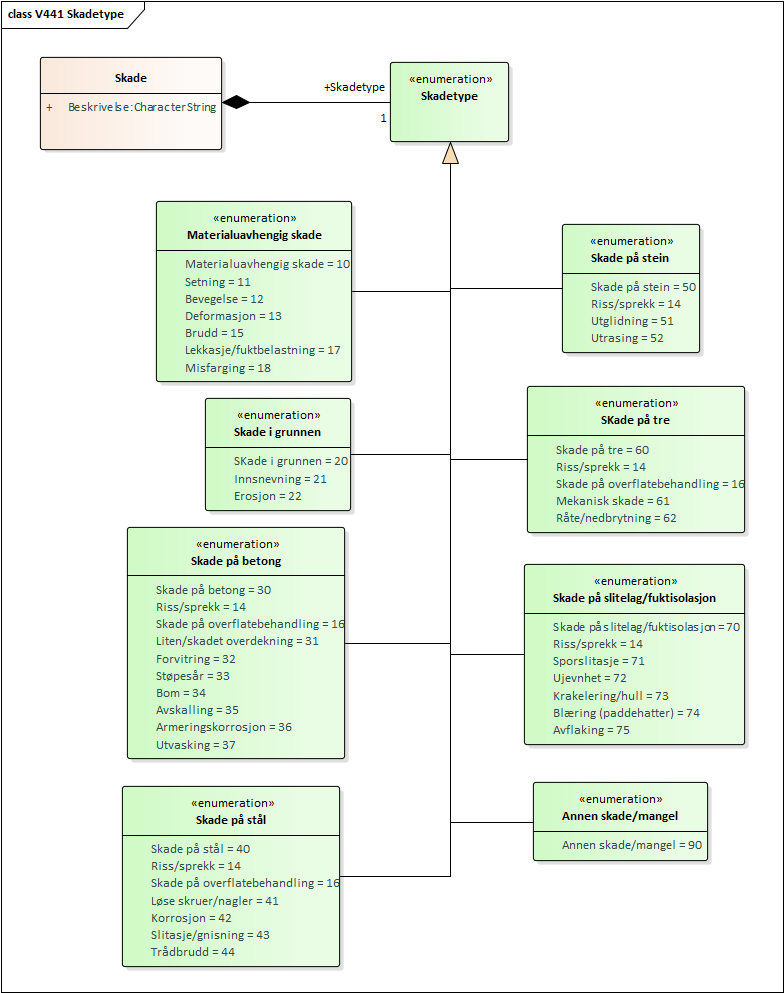 class V441 Skadetype
Skade
+ Beskrivelse:CharacterString
+Skadetype
1
«enumeration»
Skadetype
«enumeration»
Materialuavhengig skade
Materialuavhengig skade = 10
Setning = 11
Bevegelse = 12
Deformasjon = 13
Brudd = 15
Lekkasje/fuktbelastning = 17
Misfarging = 18
«enumeration»
Skade på stein
Skade på stein = 50
Riss/sprekk = 14
Utglidning = 51
Utrasing = 52
«enumeration»
Skade i grunnen
SKade i grunnen = 20
Innsnevning = 21
Erosjon = 22
«enumeration»
SKade på tre
Skade på tre = 60
Riss/sprekk = 14
Skade på overflatebehandling = 16
Mekanisk skade = 61
Råte/nedbrytning = 62
«enumeration»
Skade på betong
Skade på betong = 30
Riss/sprekk = 14
Skade på overflatebehandling = 16
Liten/skadet overdekning = 31
Forvitring = 32
Støpesår = 33
Bom = 34
Avskalling = 35
Armeringskorrosjon = 36
Utvasking = 37
«enumeration»
Skade på slitelag/fuktisolasjon
Skade på slitelag/fuktisolasjon = 70
Riss/sprekk = 14
Sporslitasje = 71
Ujevnhet = 72
Krakelering/hull = 73
Blæring (paddehatter) = 74
Avflaking = 75
«enumeration»
Skade på stål
Skade på stål = 40
Riss/sprekk = 14
Skade på overflatebehandling = 16
Løse skruer/nagler = 41
Korrosjon = 42
Slitasje/gnisning = 43
Trådbrudd = 44
«enumeration»
Annen skade/mangel
Annen skade/mangel = 90